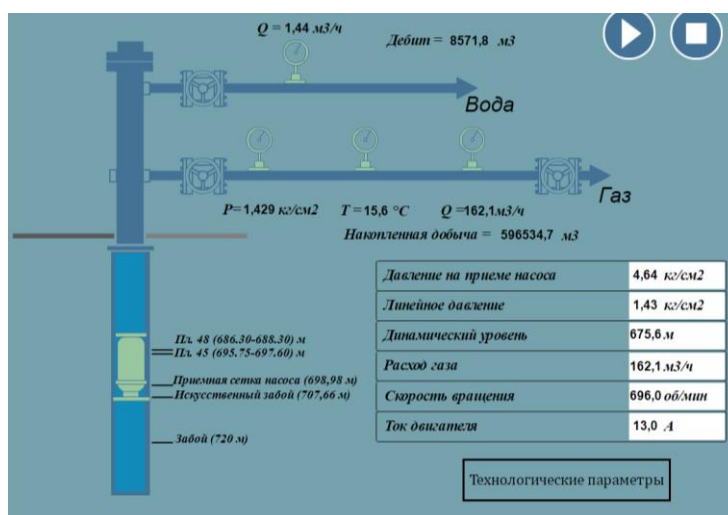 Q = 1,44 м3/ч
Дебит = 8571,8 м3
Вода
Газ
P=1,429 кг/см2 T=15,6 °C Q=162,1м3/ч
Накопленная добыча = 596534,7 м3
Давление на приеме насоса 4,64 кг/см2
Линейное давление 1,43 кг/см2
Динамический уровень 675,6 м
Расход газа 162,1 м3/ч
Скорость вращения 696,0 об/мин
Ток двигателя 13,0 А
Пл. 48 (686.30-688.30) м
Пл. 45 (695.75-697.60) м
Приемная сетка насоса (698,98 м)
Искусственный забой (707,66 м)
Забой (720 м)
Технологические параметры